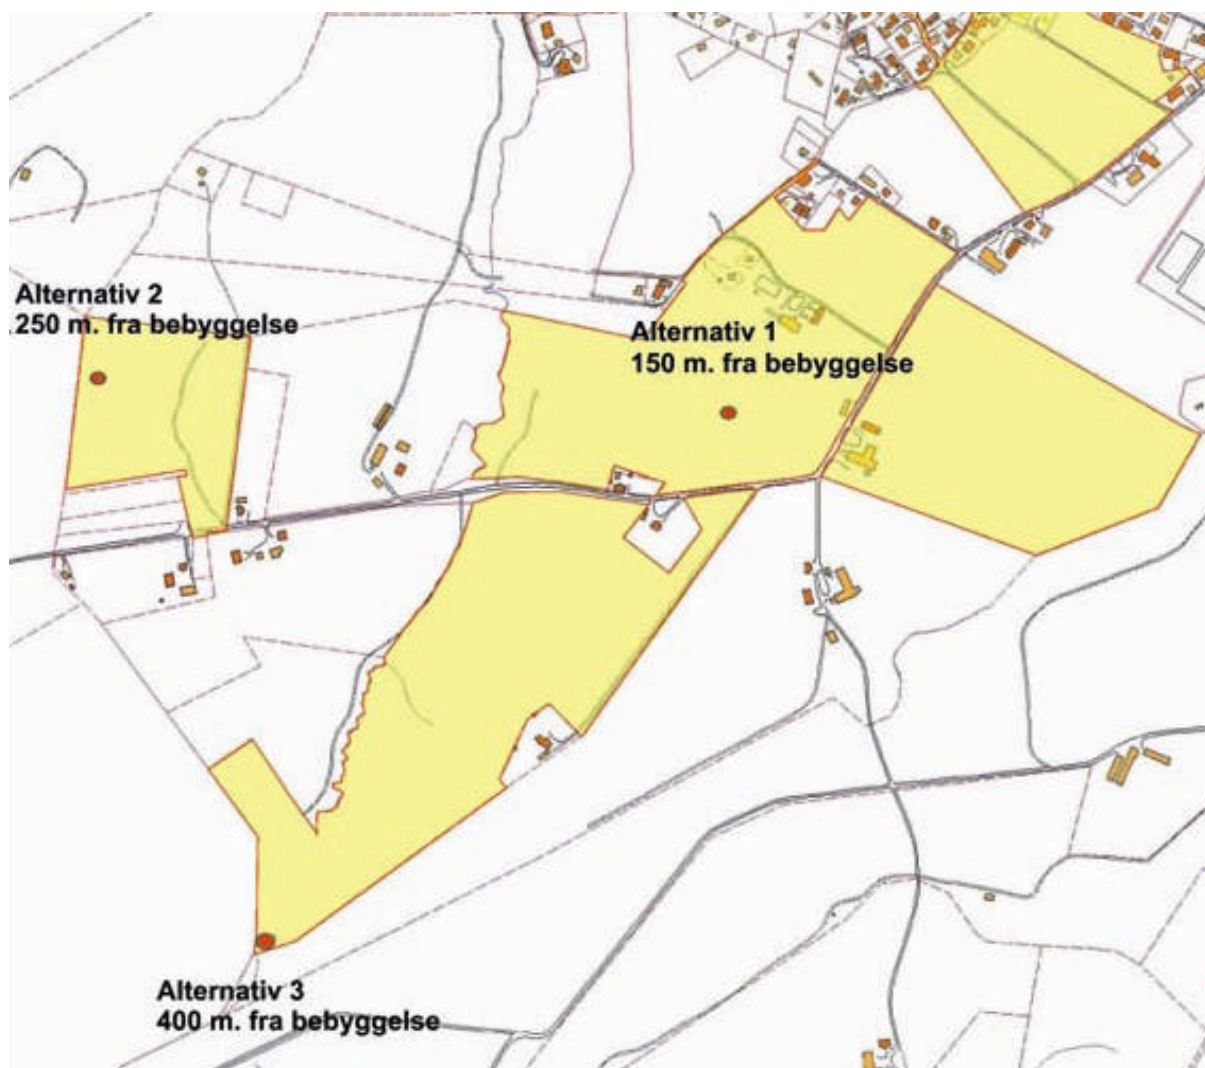 Alternativ 2
250 m. fra bebyggelse
Alternativ 1
150 m. fra bebyggelse
Alternativ 3
400 m. fra bebyggelse